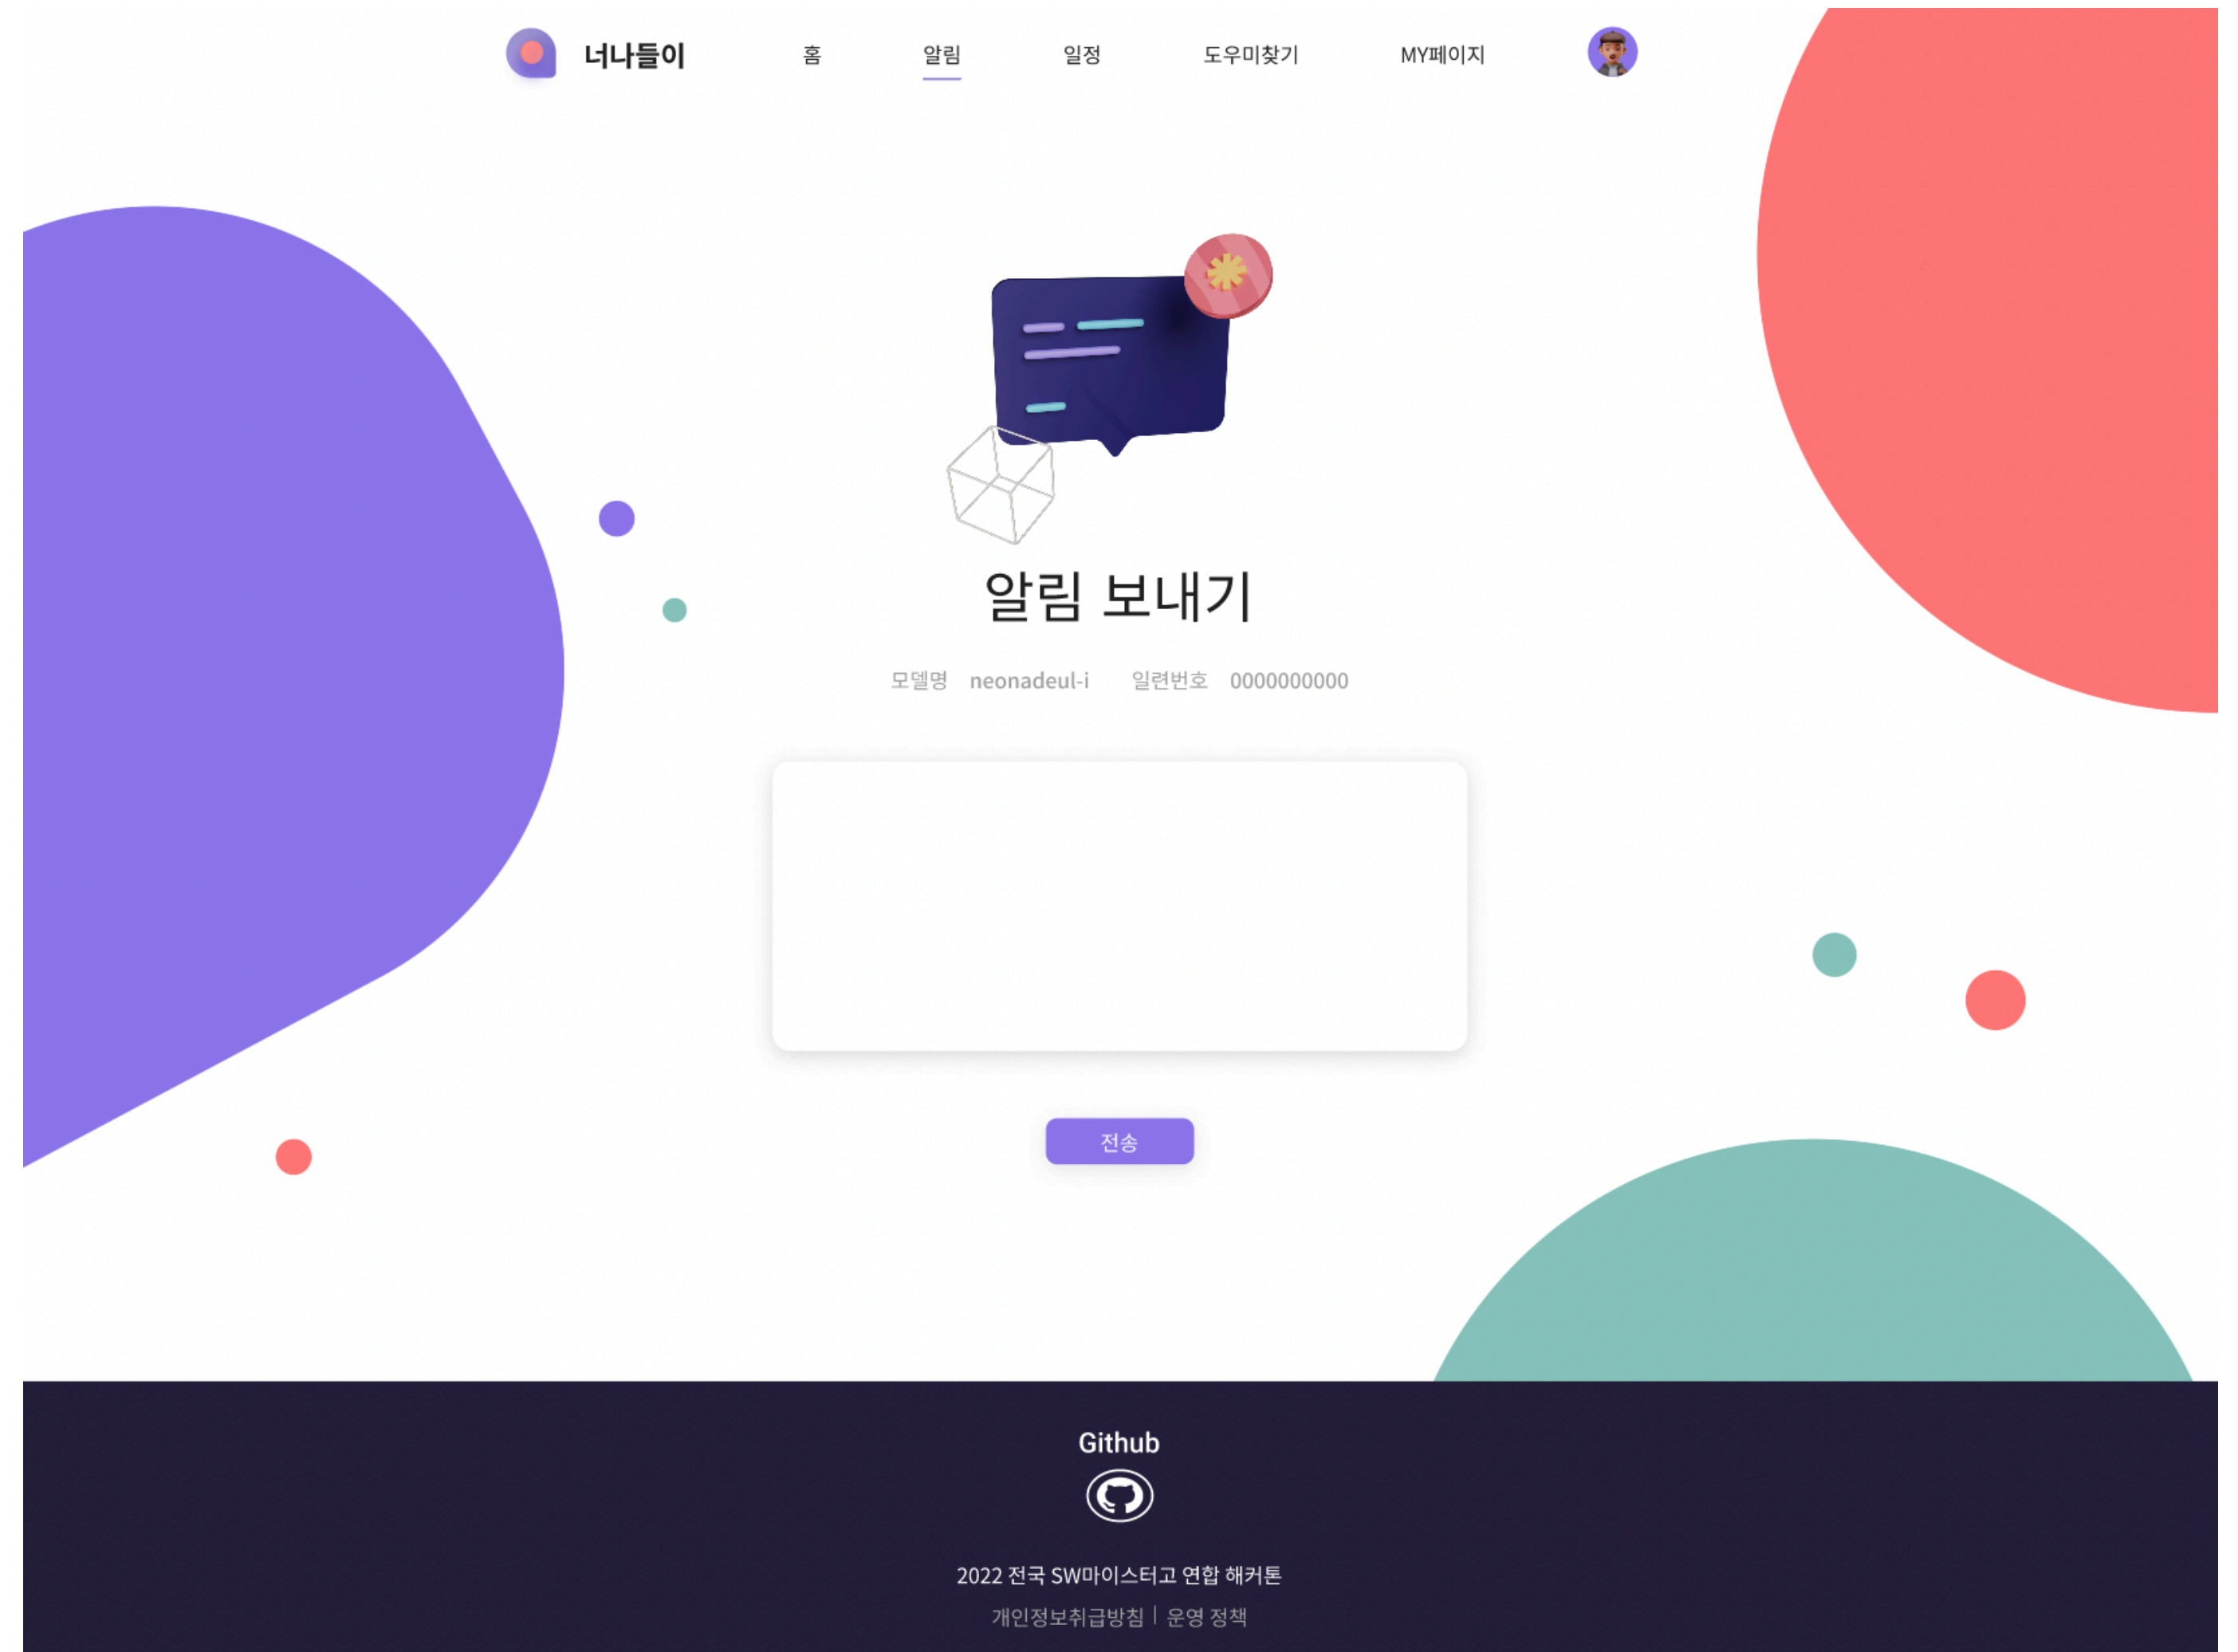 너나들이 홈 알림 일정 도우미찾기 MY페이지
알림 보내기
모델명 neonadeul-i 일련번호 0000000000
전송
Github
2022 전국 SW마이스터고 연합 해커톤
개인정보취급방침 | 운영 정책